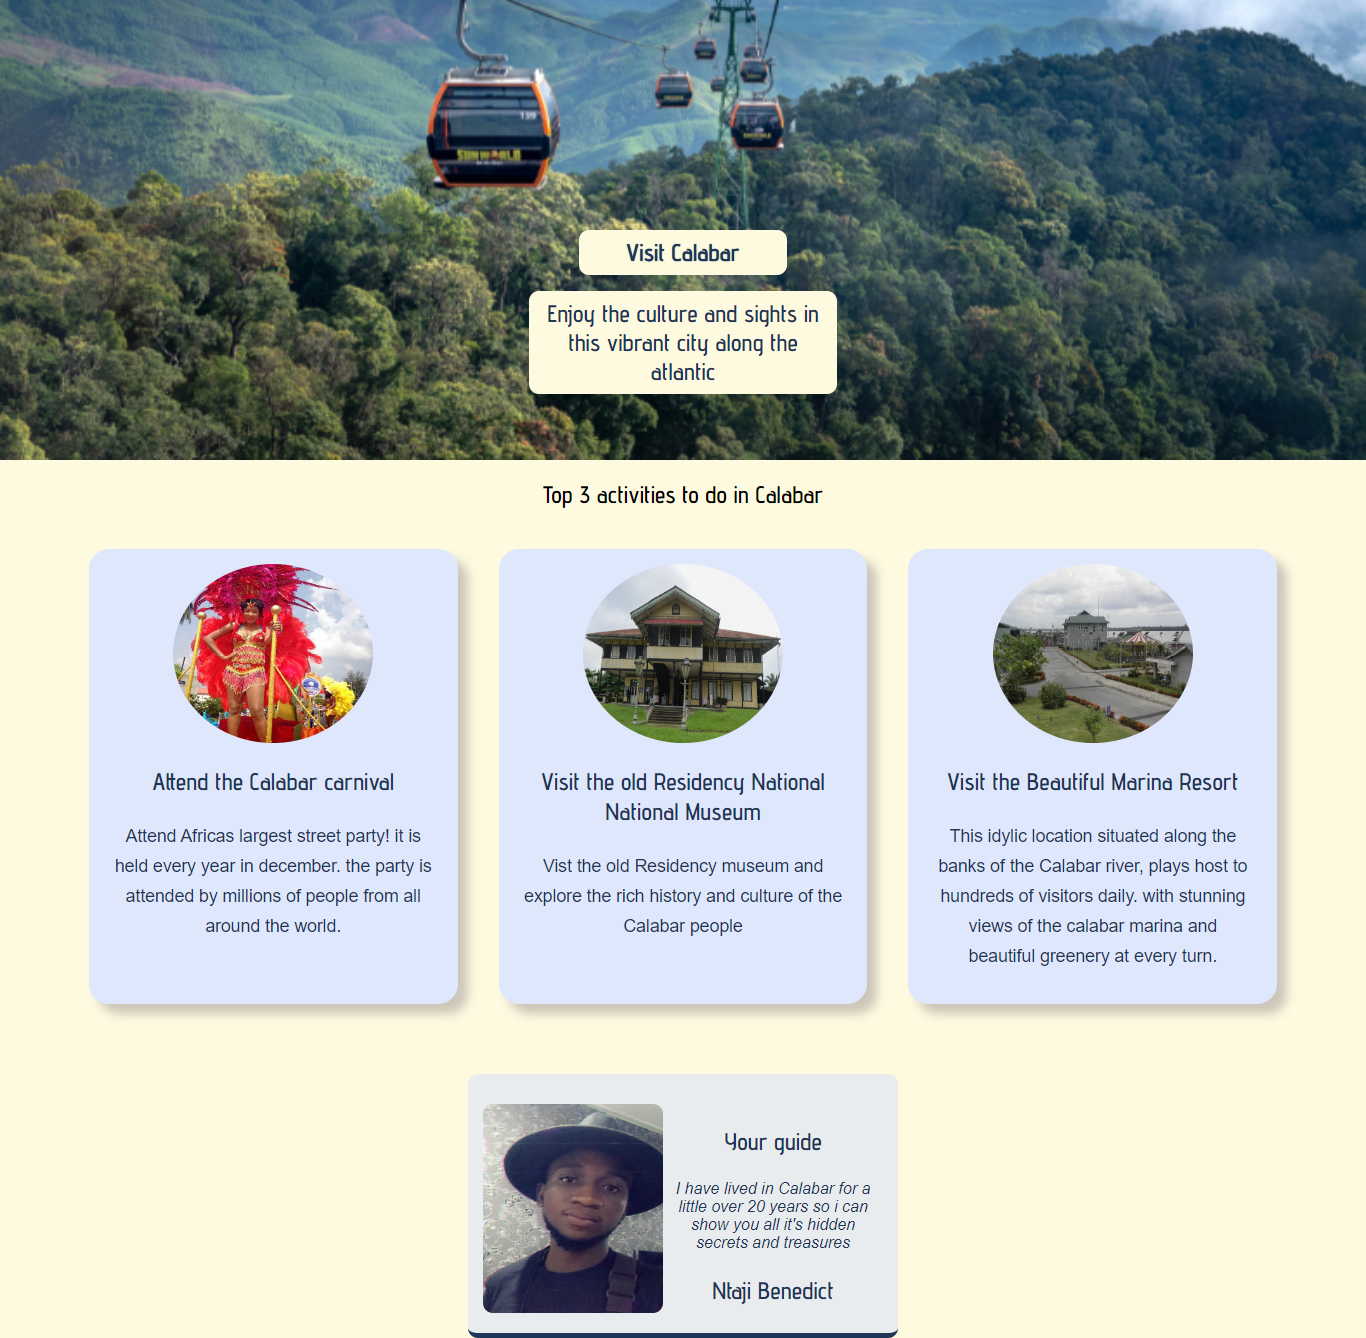 139
SUN WORLD
Visit Calabar
Enjoy the culture and sights in
this vibrant city along the
atlantic
Top 3 activities to do in Calabar
Attend the Calabar carnival
Attend Africas largest street party! it is
held every year in december. the party is
attended by millions of people from all
around the world.
Visit the old Residency National
National Museum
Vist the old Residency museum and
explore the rich history and culture of the
Calabar people
Visit the Beautiful Marina Resort
This idylic location situated along the
banks of the Calabar river, plays host to
hundreds of visitors daily. with stunning
views of the calabar marina and
beautiful greenery at every turn.
Your guide
I have lived in Calabar for a
little over 20 years so i can
show you all it's hidden
secrets and treasures
Ntaji Benedict